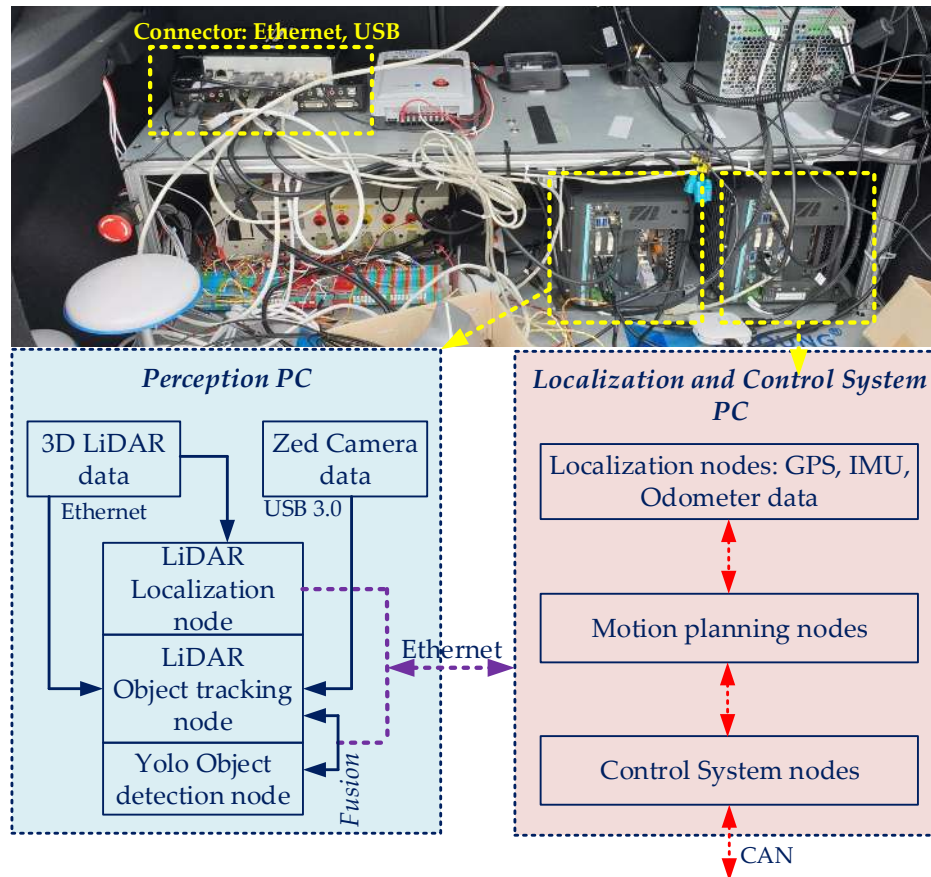 Connector: Ethernet, USB
OUNG
Perception PC
3D LiDAR
data
Zed Camera
data
Ethernet
USB 3.0
LiDAR
Localization
node
LiDAR
Object tracking
node
Yolo Object
detection node
Fusion
Ethernet
Localization and Control System
PC
Localization nodes: GPS, IMU,
Odometer data
Motion planning nodes
Control System nodes
CAN